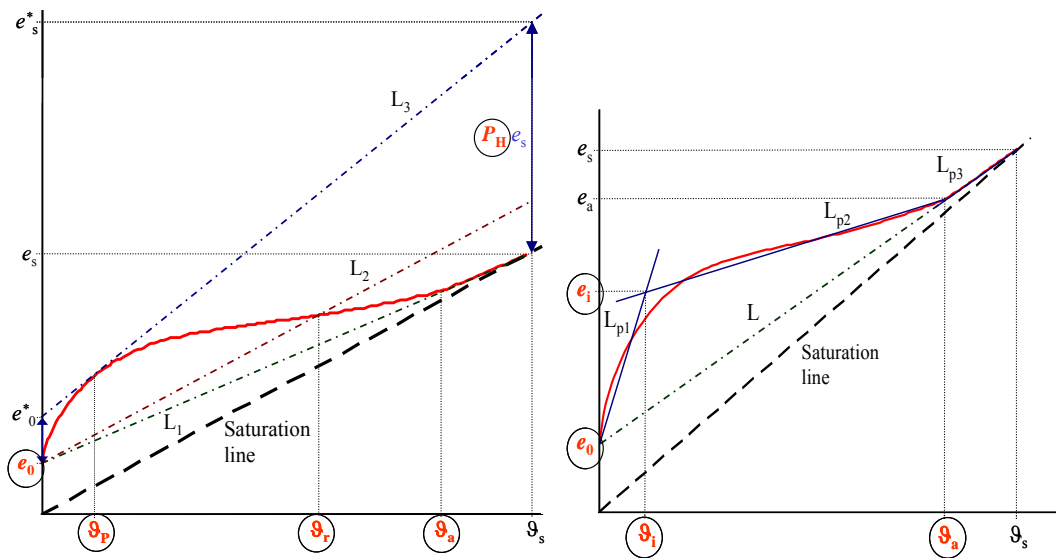 e*s
L3
PH es
es
L2
e*0
L1
Saturation
line
e0
ϑP
ϑr
ϑa
ϑs
es
Lp3
ea
Lp2
ei
Lp1
L
Saturation
line
e0
ϑi
ϑa
ϑs